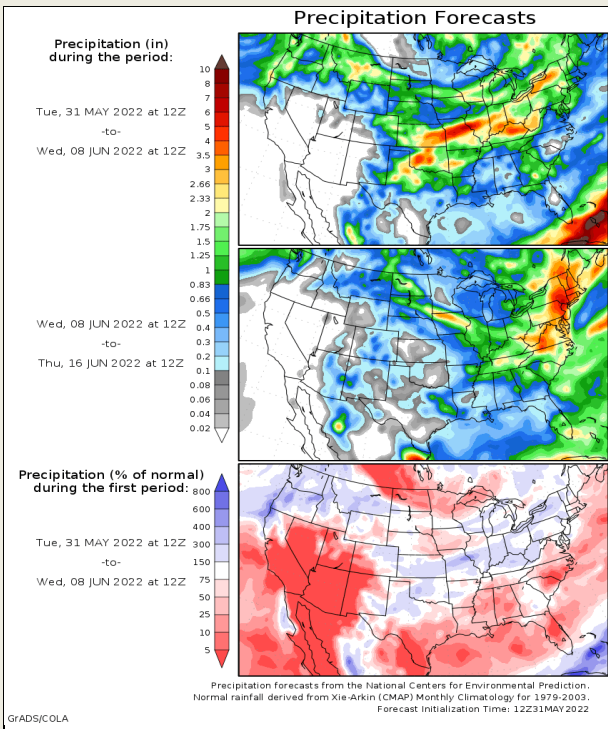 Precipitation Forecasts
Precipitation (in)
during the period:
Tue, 31 MAY 2022 at 12Z
-to-
Wed, 08 JUN 2022 at 12Z
10
8
7
6
5
4
3.5
3
2.66
2.33
2
1.75
1.5
1.25
1
0.83
0.66
0.5
0.4
0.3
0.2
0.1
0.08
0.06
0.04
0.02
Wed, 08 JUN 2022 at 12Z
-to-
Thu, 16 JUN 2022 at 12Z
Precipitation (% of normal)
during the first period:
Tue, 31 MAY 2022 at 12Z
-to-
Wed, 08 JUN 2022 at 12Z
800
600
400
300
150
75
50
25
10
5
Precipitation forecasts from the National Centers for Environmental Prediction.
Normal rainfall derived from Xie-Arkin (CMAP) Monthly Climatology for 1979-2003.
Forecast Initialization Time: 12Z31MAY2022
GrADS/COLA